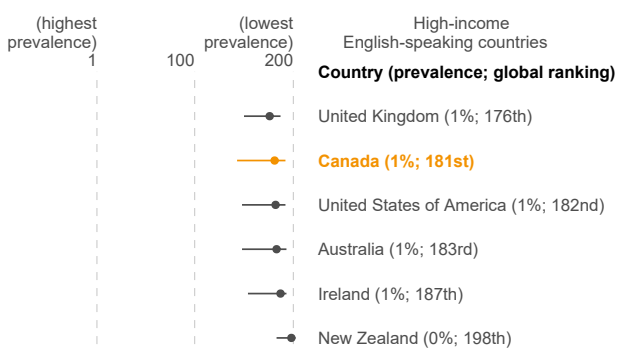 (highest
prevalence)
1
100
(lowest
prevalence)
200
High-income
English-speaking countries
Country (prevalence; global ranking)
United Kingdom (1%; 176th)
Canada (1%; 181st)
United States of America (1%; 182nd)
Australia (1%; 183rd)
Ireland (1%; 187th)
New Zealand (0%; 198th)